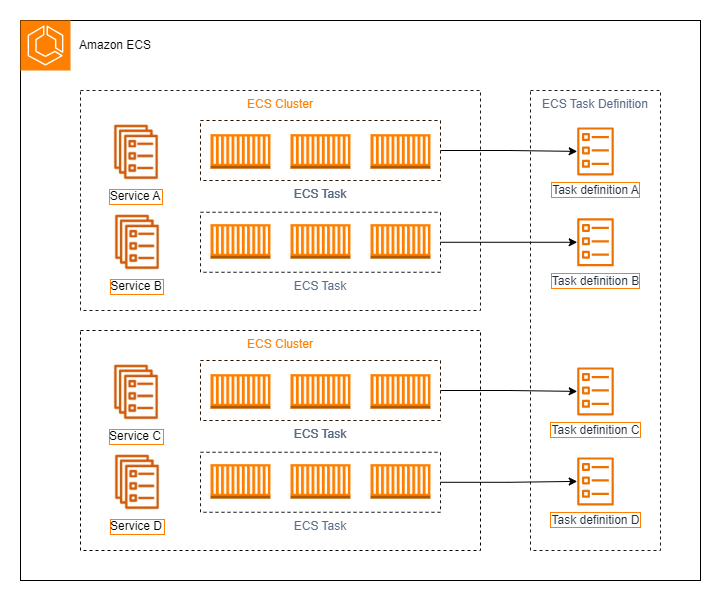 Amazon ECS
ECS Cluster
ECS Task Definition
Service A
ECS Task
Task definition A
Service B
ECS Task
Task definition B
ECS Cluster
Service C
ECS Task
Task definition C
Service D
ECS Task
Task definition D